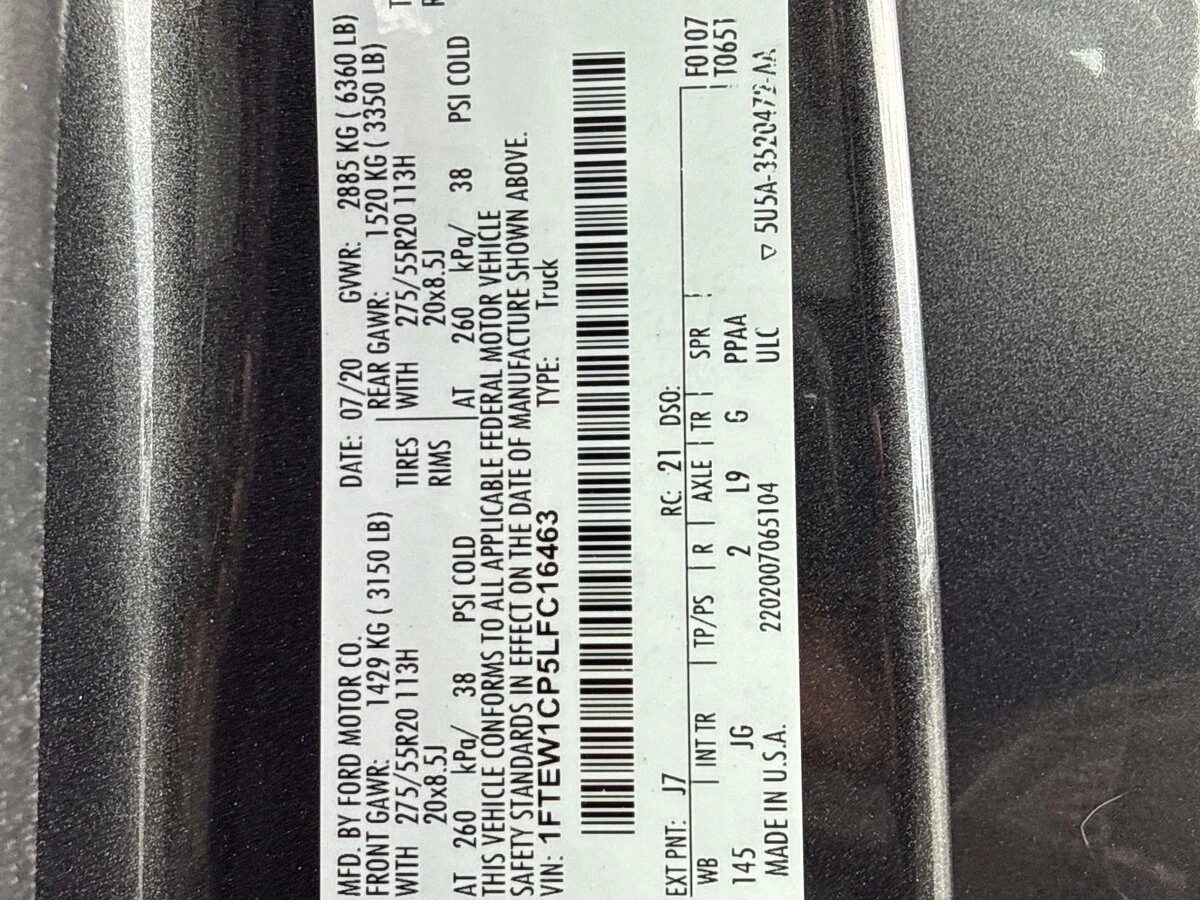 MFD. BY FORD MOTOR CO. DATE: 07/20 GVWR: 2885 KG ( 6360 LB)
FRONT GAWR: 1429 KG ( 3150 LB) REAR GAWR: 1520 KG ( 3350 LB)
WITH 275/55R20 113H TIRES WITH 275/55R20 113H
20x8.5J RIMS 20x8.5J
AT 260 kPa/ 38 PSI COLD AT 260 kPa/ 38 PSI COLD
THIS VEHICLE CONFORMS TO ALL APPLICABLE FEDERAL MOTOR VEHICLE
SAFETY STANDARDS IN EFFECT ON THE DATE OF MANUFACTURE SHOWN ABOVE.
VIN: 1FTEW1CP5LFC16463 TYPE: Truck
EXT PNT: J7 RC: 21 DSO: F0107
WB INT TR TP/PS R AXLE TR SPR T0651
145 JG 2 L9 G PPAA
MADE IN U.S.A. 2202007065104 ULC ▽ 5U5A-3520472-AA